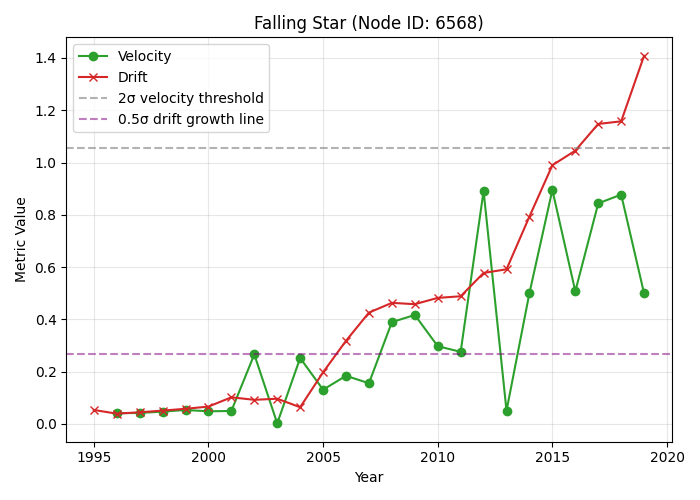 Falling Star (Node ID: 6568)
Velocity
Drift
2σ velocity threshold
0.5σ drift growth line
Metric Value
1.4
1.2
1.0
0.8
0.6
0.4
0.2
0.0
1995 2000 2005 2010 2015 2020
Year